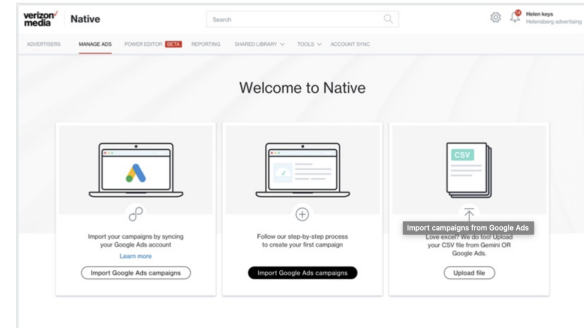 verizon✓
media
Native
Search
Helen keys
Helensberg advertising
ADVERTISERS MANAGE ADS POWER EDITOR BETA REPORTING SHARED LIBRARY TOOLS ACCOUNT SYNC
Welcome to Native
Import your campaigns by syncing
your Google Ads account
Learn more
Import Google Ads campaigns
Follow our step-by-step process
to create your first campaign
Import Google Ads campaigns
CSV
Import campaigns from Google Ads
Love excel? We do too! Upload
your CSV file from Gemini OR
Google Ads.
Upload file